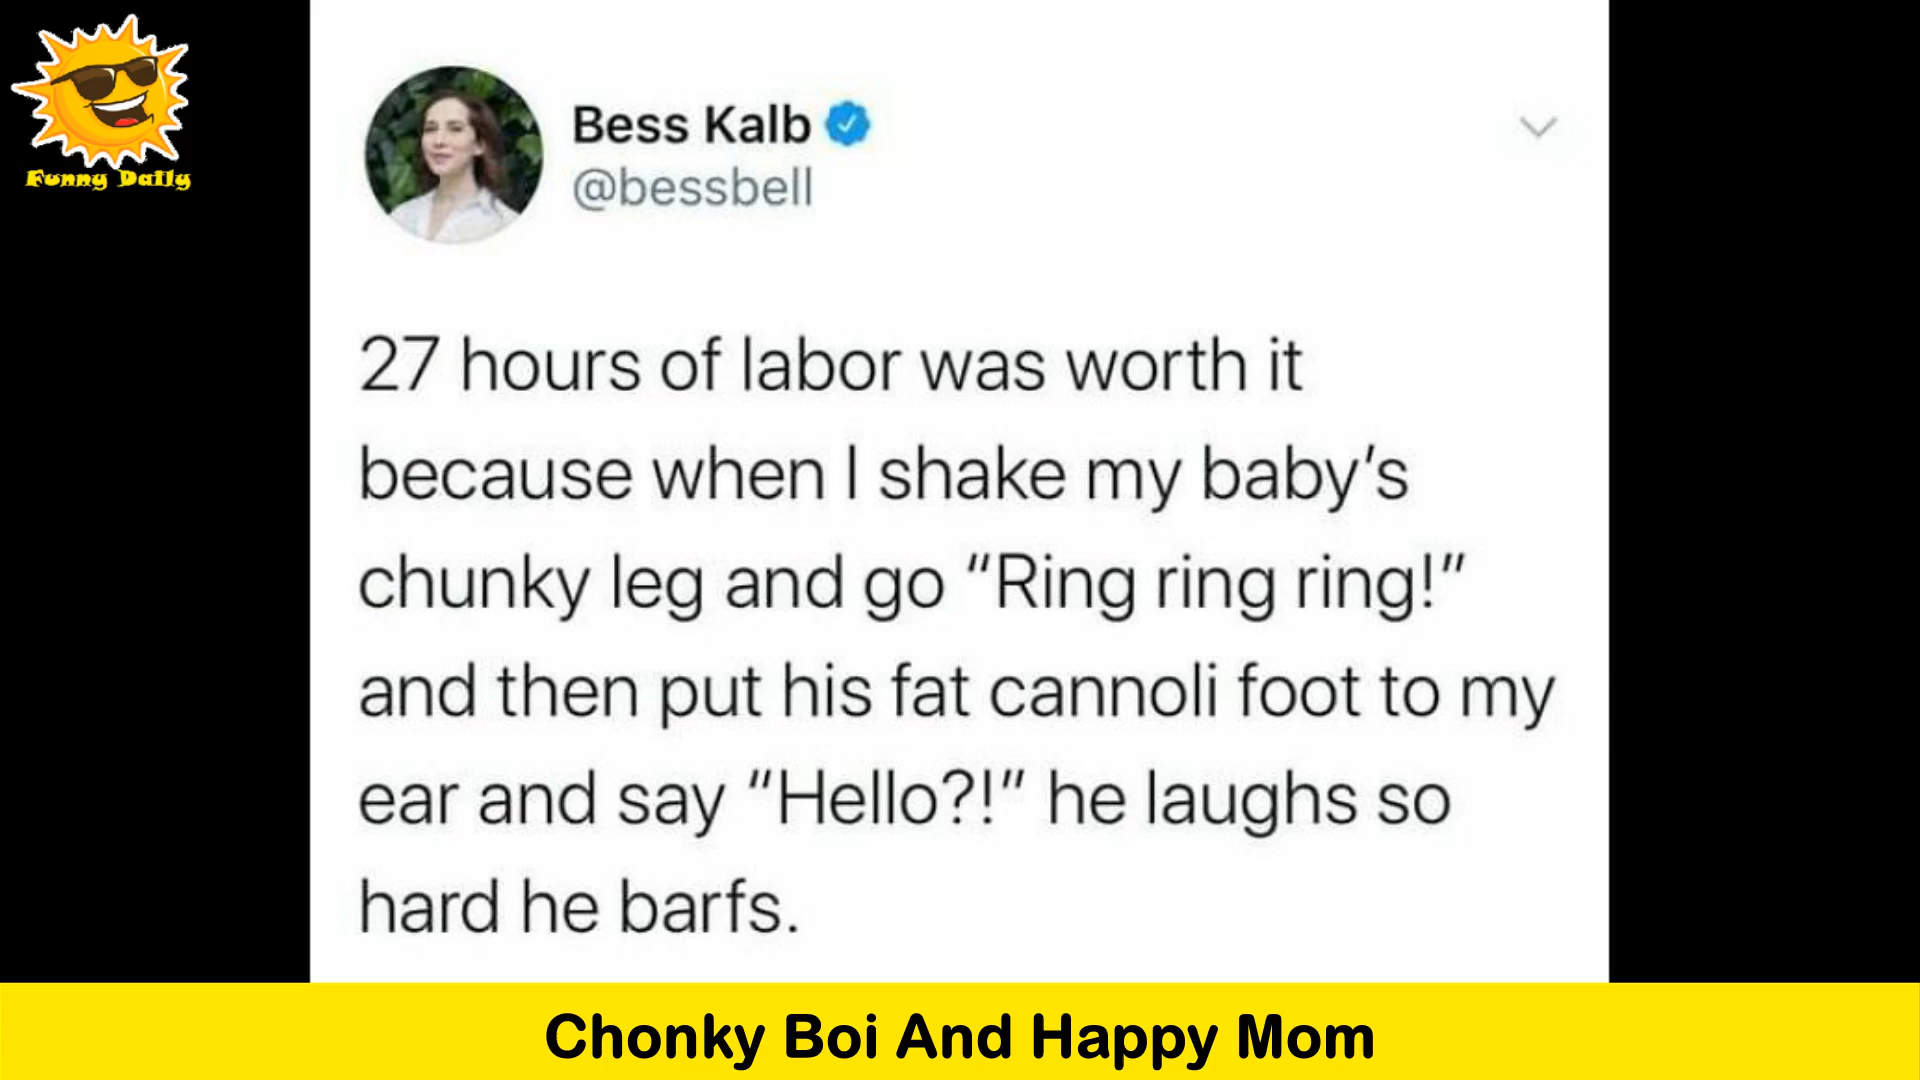 Funny Daily
Bess Kalb
@bessbell
27 hours of labor was worth it
because when I shake my baby's
chunky leg and go “Ring ring ring!”
and then put his fat cannoli foot to my
ear and say “Hello?!” he laughs so
hard he barfs.
Chonky Boi And Happy Mom